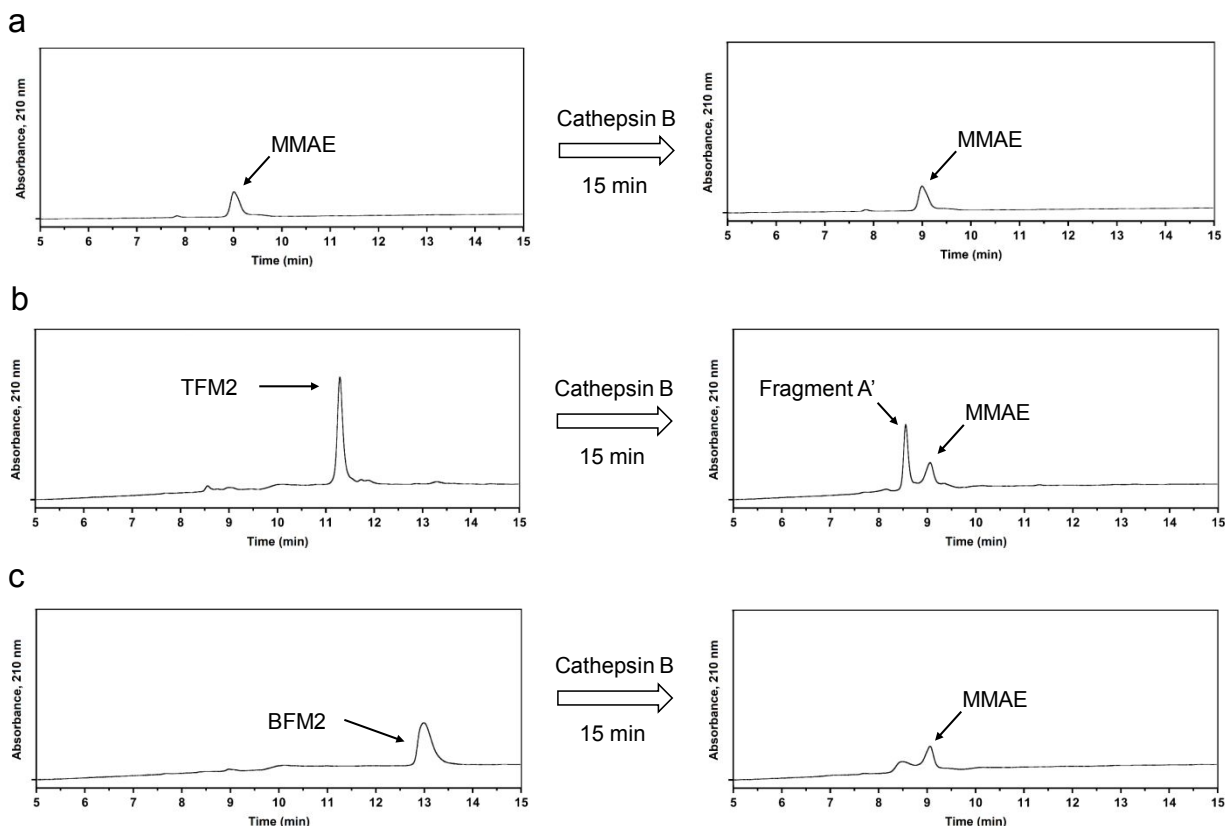 a
Absorbance, 210 nm
MMAE
5 6 7 8 9 10 11 12 13 14 15
Time (min)
Cathepsin B
15 min
Absorbance, 210 nm
MMAE
5 6 7 8 9 10 11 12 13 14 15
Time (min)
b
Absorbance, 210 nm
TFM2
5 6 7 8 9 10 11 12 13 14 15
Time (min)
Cathepsin B
15 min
Absorbance, 210 nm
Fragment A'
MMAE
5 6 7 8 9 10 11 12 13 14 15
Time (min)
c
Absorbance, 210 nm
BFM2
5 6 7 8 9 10 11 12 13 14 15
Time (min)
Cathepsin B
15 min
Absorbance, 210 nm
MMAE
5 6 7 8 9 10 11 12 13 14 15
Time (min)